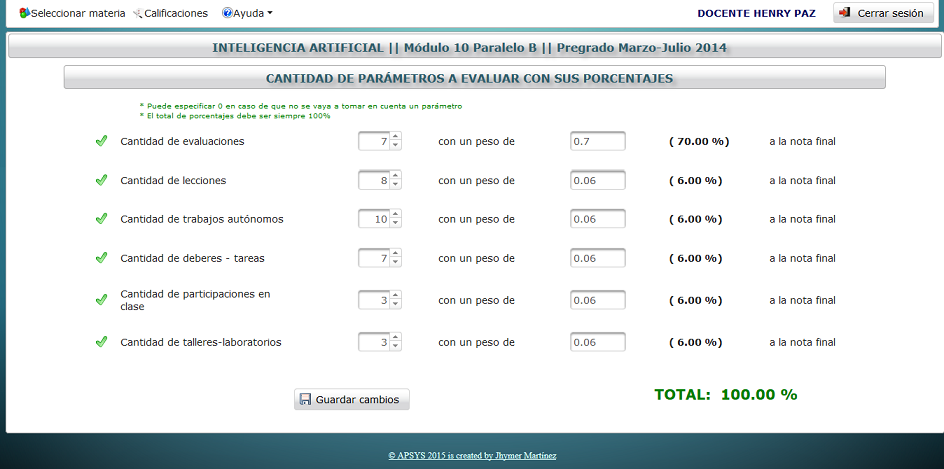 Seleccionar materia Calificaciones Ayuda DOCENTE HENRY PAZ Cerrar sesión
INTELIGENCIA ARTIFICIAL || Módulo 10 Paralelo B || Pregrado Marzo-Julio 2014
CANTIDAD DE PARÁMETROS A EVALUAR CON SUS PORCENTAJES
* Puede especificar 0 en caso de que no se vaya a tomar en cuenta un parámetro
* El total de porcentajes debe ser siempre 100%
Cantidad de evaluaciones 7 con un peso de 0.7 ( 70.00 %) a la nota final
Cantidad de lecciones 8 con un peso de 0.06 ( 6.00 %) a la nota final
Cantidad de trabajos autónomos 10 con un peso de 0.06 ( 6.00 %) a la nota final
Cantidad de deberes - tareas 7 con un peso de 0.06 ( 6.00 %) a la nota final
Cantidad de participaciones en
clase 3 con un peso de 0.06 ( 6.00 %) a la nota final
Cantidad de talleres-laboratorios 3 con un peso de 0.06 ( 6.00 %) a la nota final
Guardar cambios TOTAL: 100.00 %
© APSYS 2015 is created by Jhymer Martínez